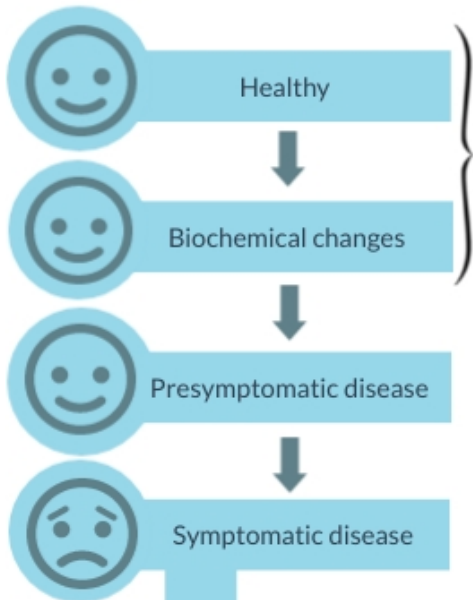 Healthy
Biochemical changes
Presymptomatic disease
Symptomatic disease